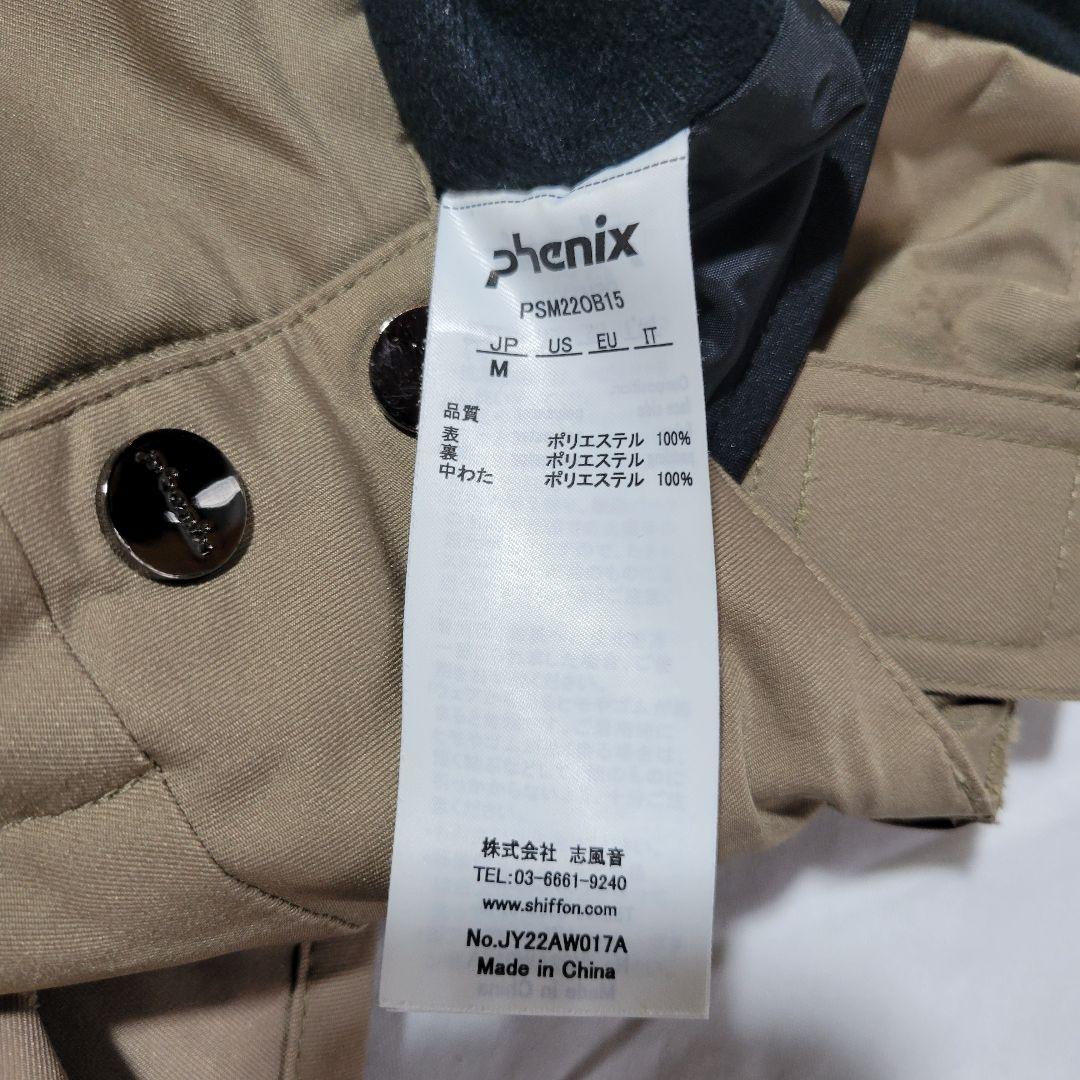 phenix
PSM22OB15
JP US EU IT
M
品質
表 ポリエステル 100%
裏 ポリエステル
中わた ポリエステル 100%
株式会社 志風音
TEL:03-6661-9240
www.shiffon.com
No.JY22AW017A
Made in China